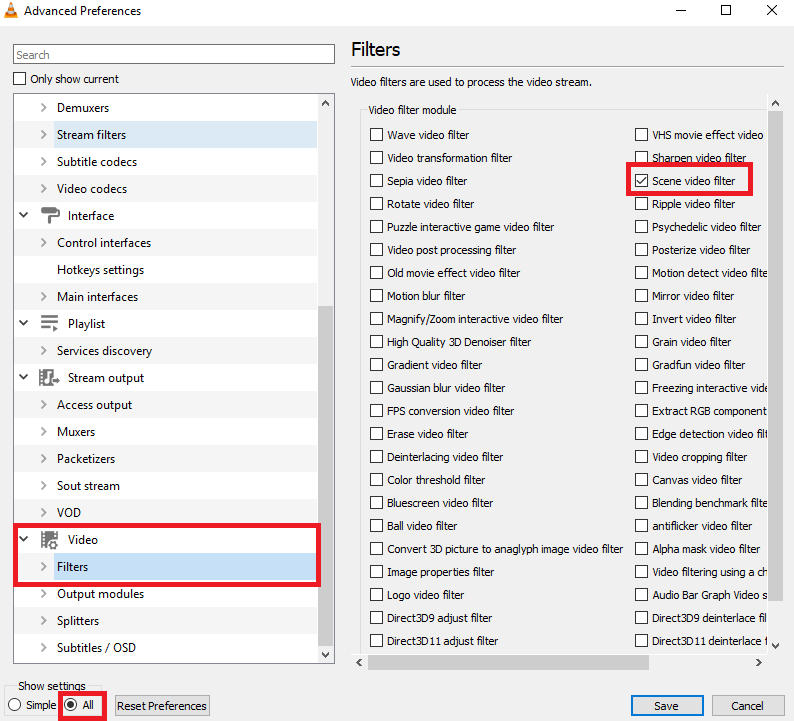 Advanced Preferences
Search
Only show current
Demuxers
Stream filters
Subtitle codecs
Video codecs
Interface
Control interfaces
Hotkeys settings
Main interfaces
Playlist
Services discovery
Stream output
Access output
Muxers
Packetizers
Sout stream
VOD
Video
Filters
Output modules
Splitters
Subtitles / OSD
Show settings
Simple
All
Reset Preferences
Filters
Video filters are used to process the video stream.
Video filter module
Wave video filter
Video transformation filter
Sepia video filter
Rotate video filter
Puzzle interactive game video filter
Video post processing filter
Old movie effect video filter
Motion blur filter
Magnify/Zoom interactive video filter
High Quality 3D Denoiser filter
Gradient video filter
Gaussian blur video filter
FPS conversion video filter
Erase video filter
Deinterlacing video filter
Color threshold filter
Bluescreen video filter
Ball video filter
Convert 3D picture to anaglyph image video filter
Image properties filter
Logo video filter
Direct3D9 adjust filter
Direct3D11 adjust filter
VHS movie effect video
Sharpen video filter
Scene video filter
Ripple video filter
Psychedelic video filter
Posterize video filter
Motion detect video filte
Mirror video filter
Invert video filter
Grain video filter
Gradfun video filter
Freezing interactive vide
Extract RGB component
Edge detection video filt
Video cropping filter
Canvas video filter
Blending benchmark filte
antiflicker video filter
Alpha mask video filter
Video filtering using a ch
Audio Bar Graph Video s
Direct3D9 deinterlace fil
Direct3D11 deinterlace f
Save
Cancel